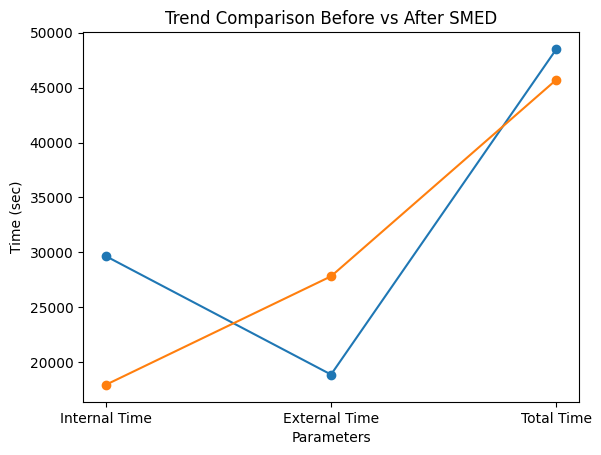 Trend Comparison Before vs After SMED
50000
45000
40000
35000
30000
25000
20000
Time (sec)
Internal Time
External Time
Total Time
Parameters